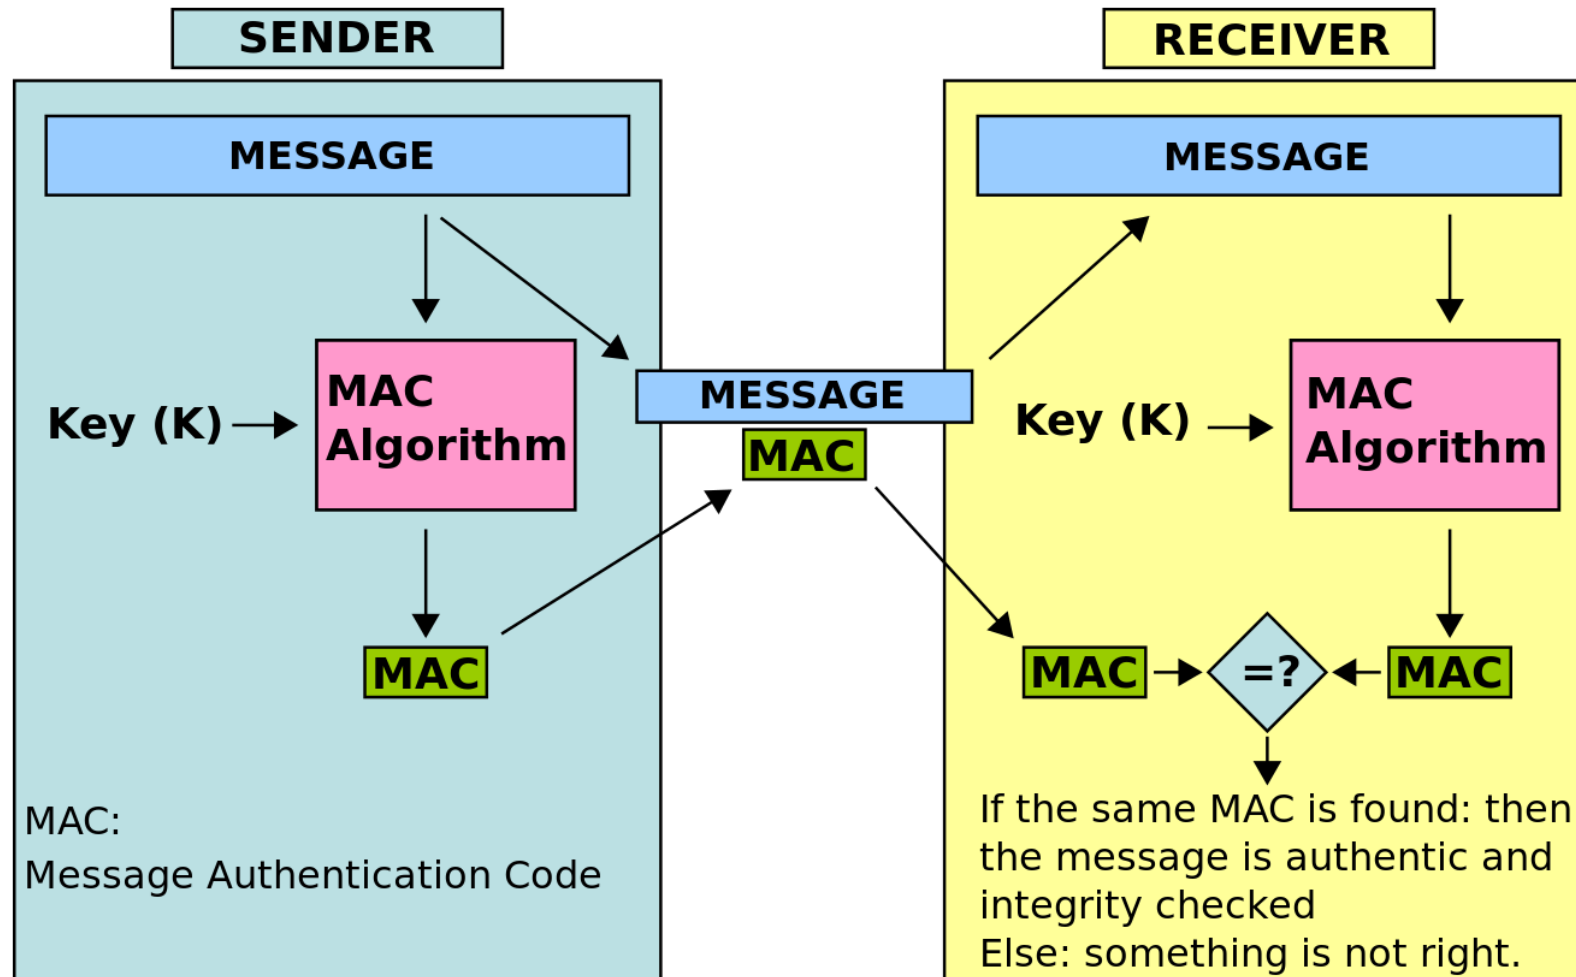 SENDER
MESSAGE
Key (K)
MAC
Algorithm
MAC
MAC:
Message Authentication Code
MESSAGE
MAC
RECEIVER
MESSAGE
Key (K)
MAC
Algorithm
MAC
=?
MAC
If the same MAC is found: then
the message is authentic and
integrity checked
Else: something is not right.